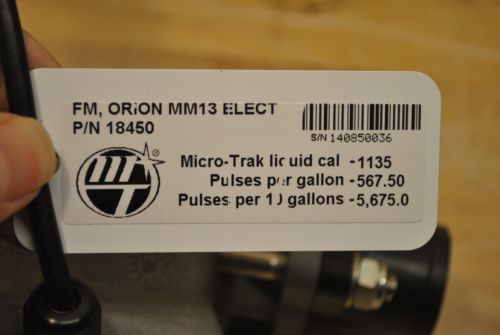 FM, ORION MM13 ELECT
P/N 18450
S/N 140850036
Micro-Trak liquid cal -1135
Pulses per gallon -567.50
Pulses per 10 gallons -5,675.0
MT